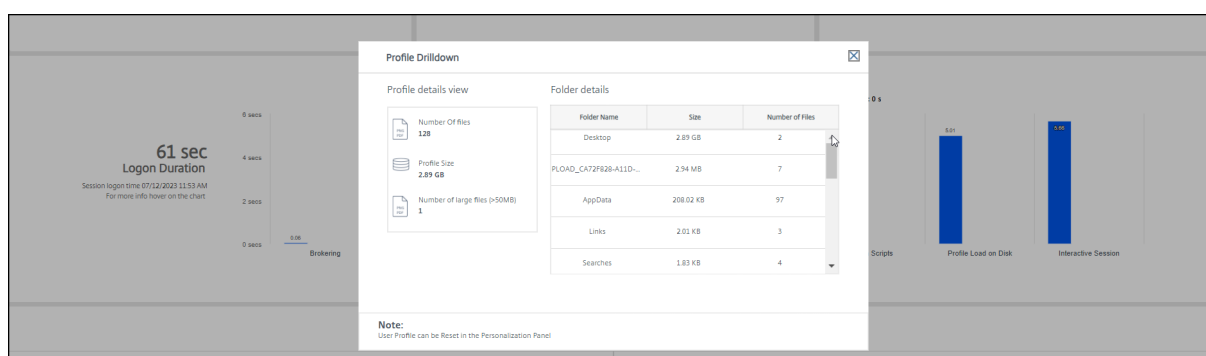 Profile Drilldown
Profile details view
Number Of files
128
Profile Size
2.89 GB
Number of large files (>50MB)
1
Folder details
Folder Name Size Number of Files
Desktop 2.89 GB 2
PLOAD_CA72F828-A11D-... 2.94 MB 7
AppData 208.02 KB 97
Links 2.01 KB 3
Searches 1.83 KB 4
Note:
User Profile can be Reset in the Personalization Panel
61 sec
Logon Duration
Session logon time 07/12/2023 11:53 AM
For more info hover on the chart
6 secs
4 secs
2 secs
0 secs
0.06
Brokering
: 0 s
5.01
5.66
Scripts Profile Load on Disk Interactive Session